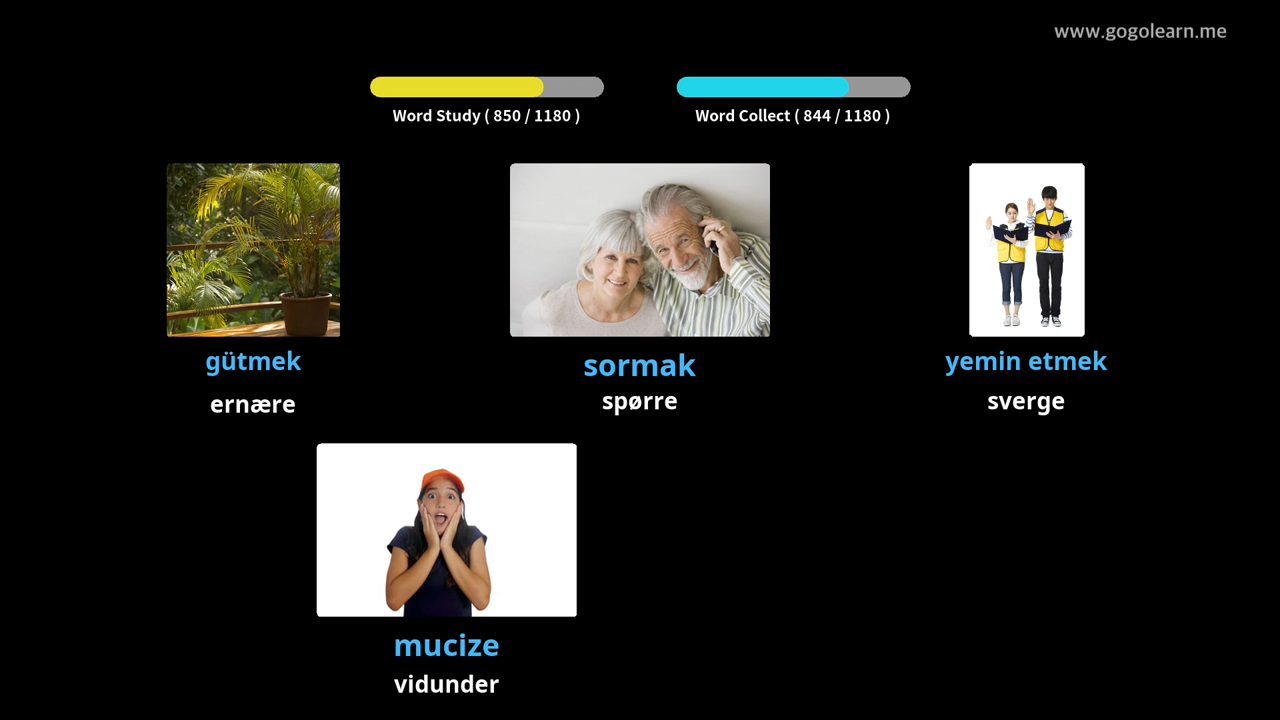 www.gogolearn.me
Word Study ( 850 / 1180 )
Word Collect ( 844 / 1180 )
gütmek
ernære
sormak
spørre
yemin etmek
sverge
mucize
vidunder